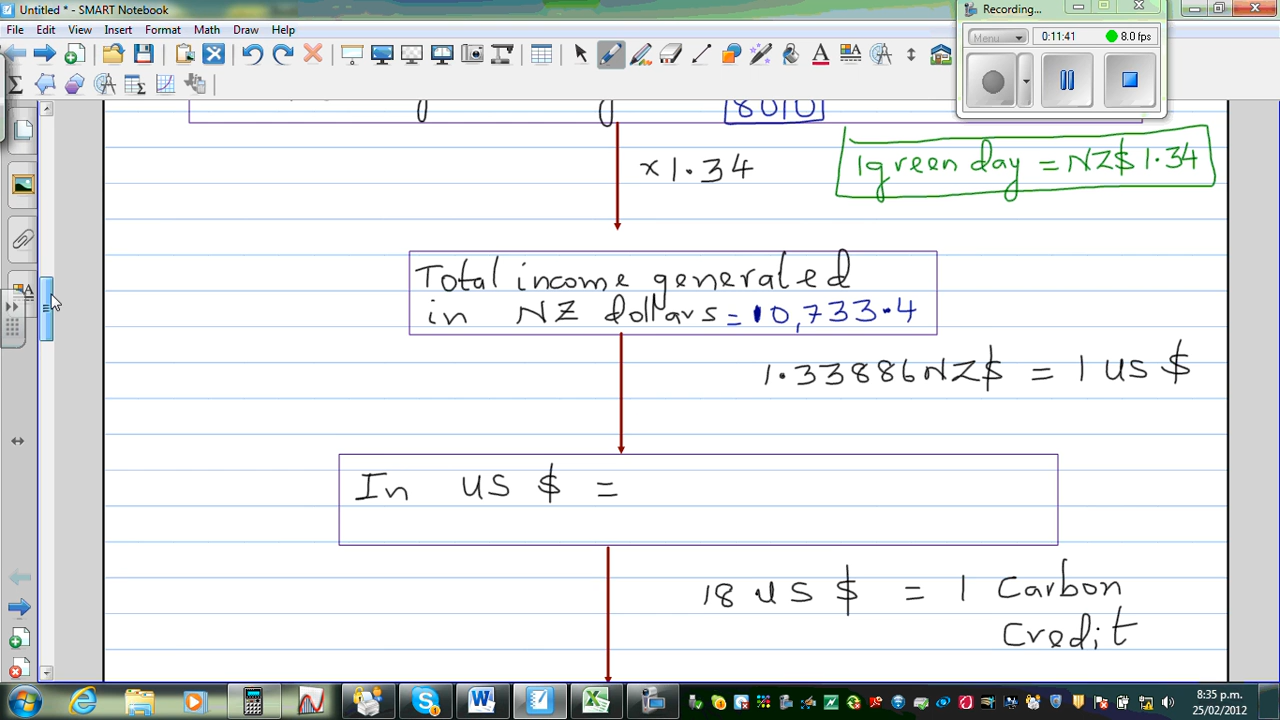 Untitled * - SMART Notebook
Recording...
File Edit View Insert Format Math Draw Help
Menu 0:11:41 8.0 fps
8010
× 1.34
1 green day = NZ$ 1.34
Total income generated
in NZ dollars = 10,733.4
1.33886 NZ$ = 1 US $
In US $ =
18 US $ = 1 Carbon
Credit
8:35 p.m.
25/02/2012